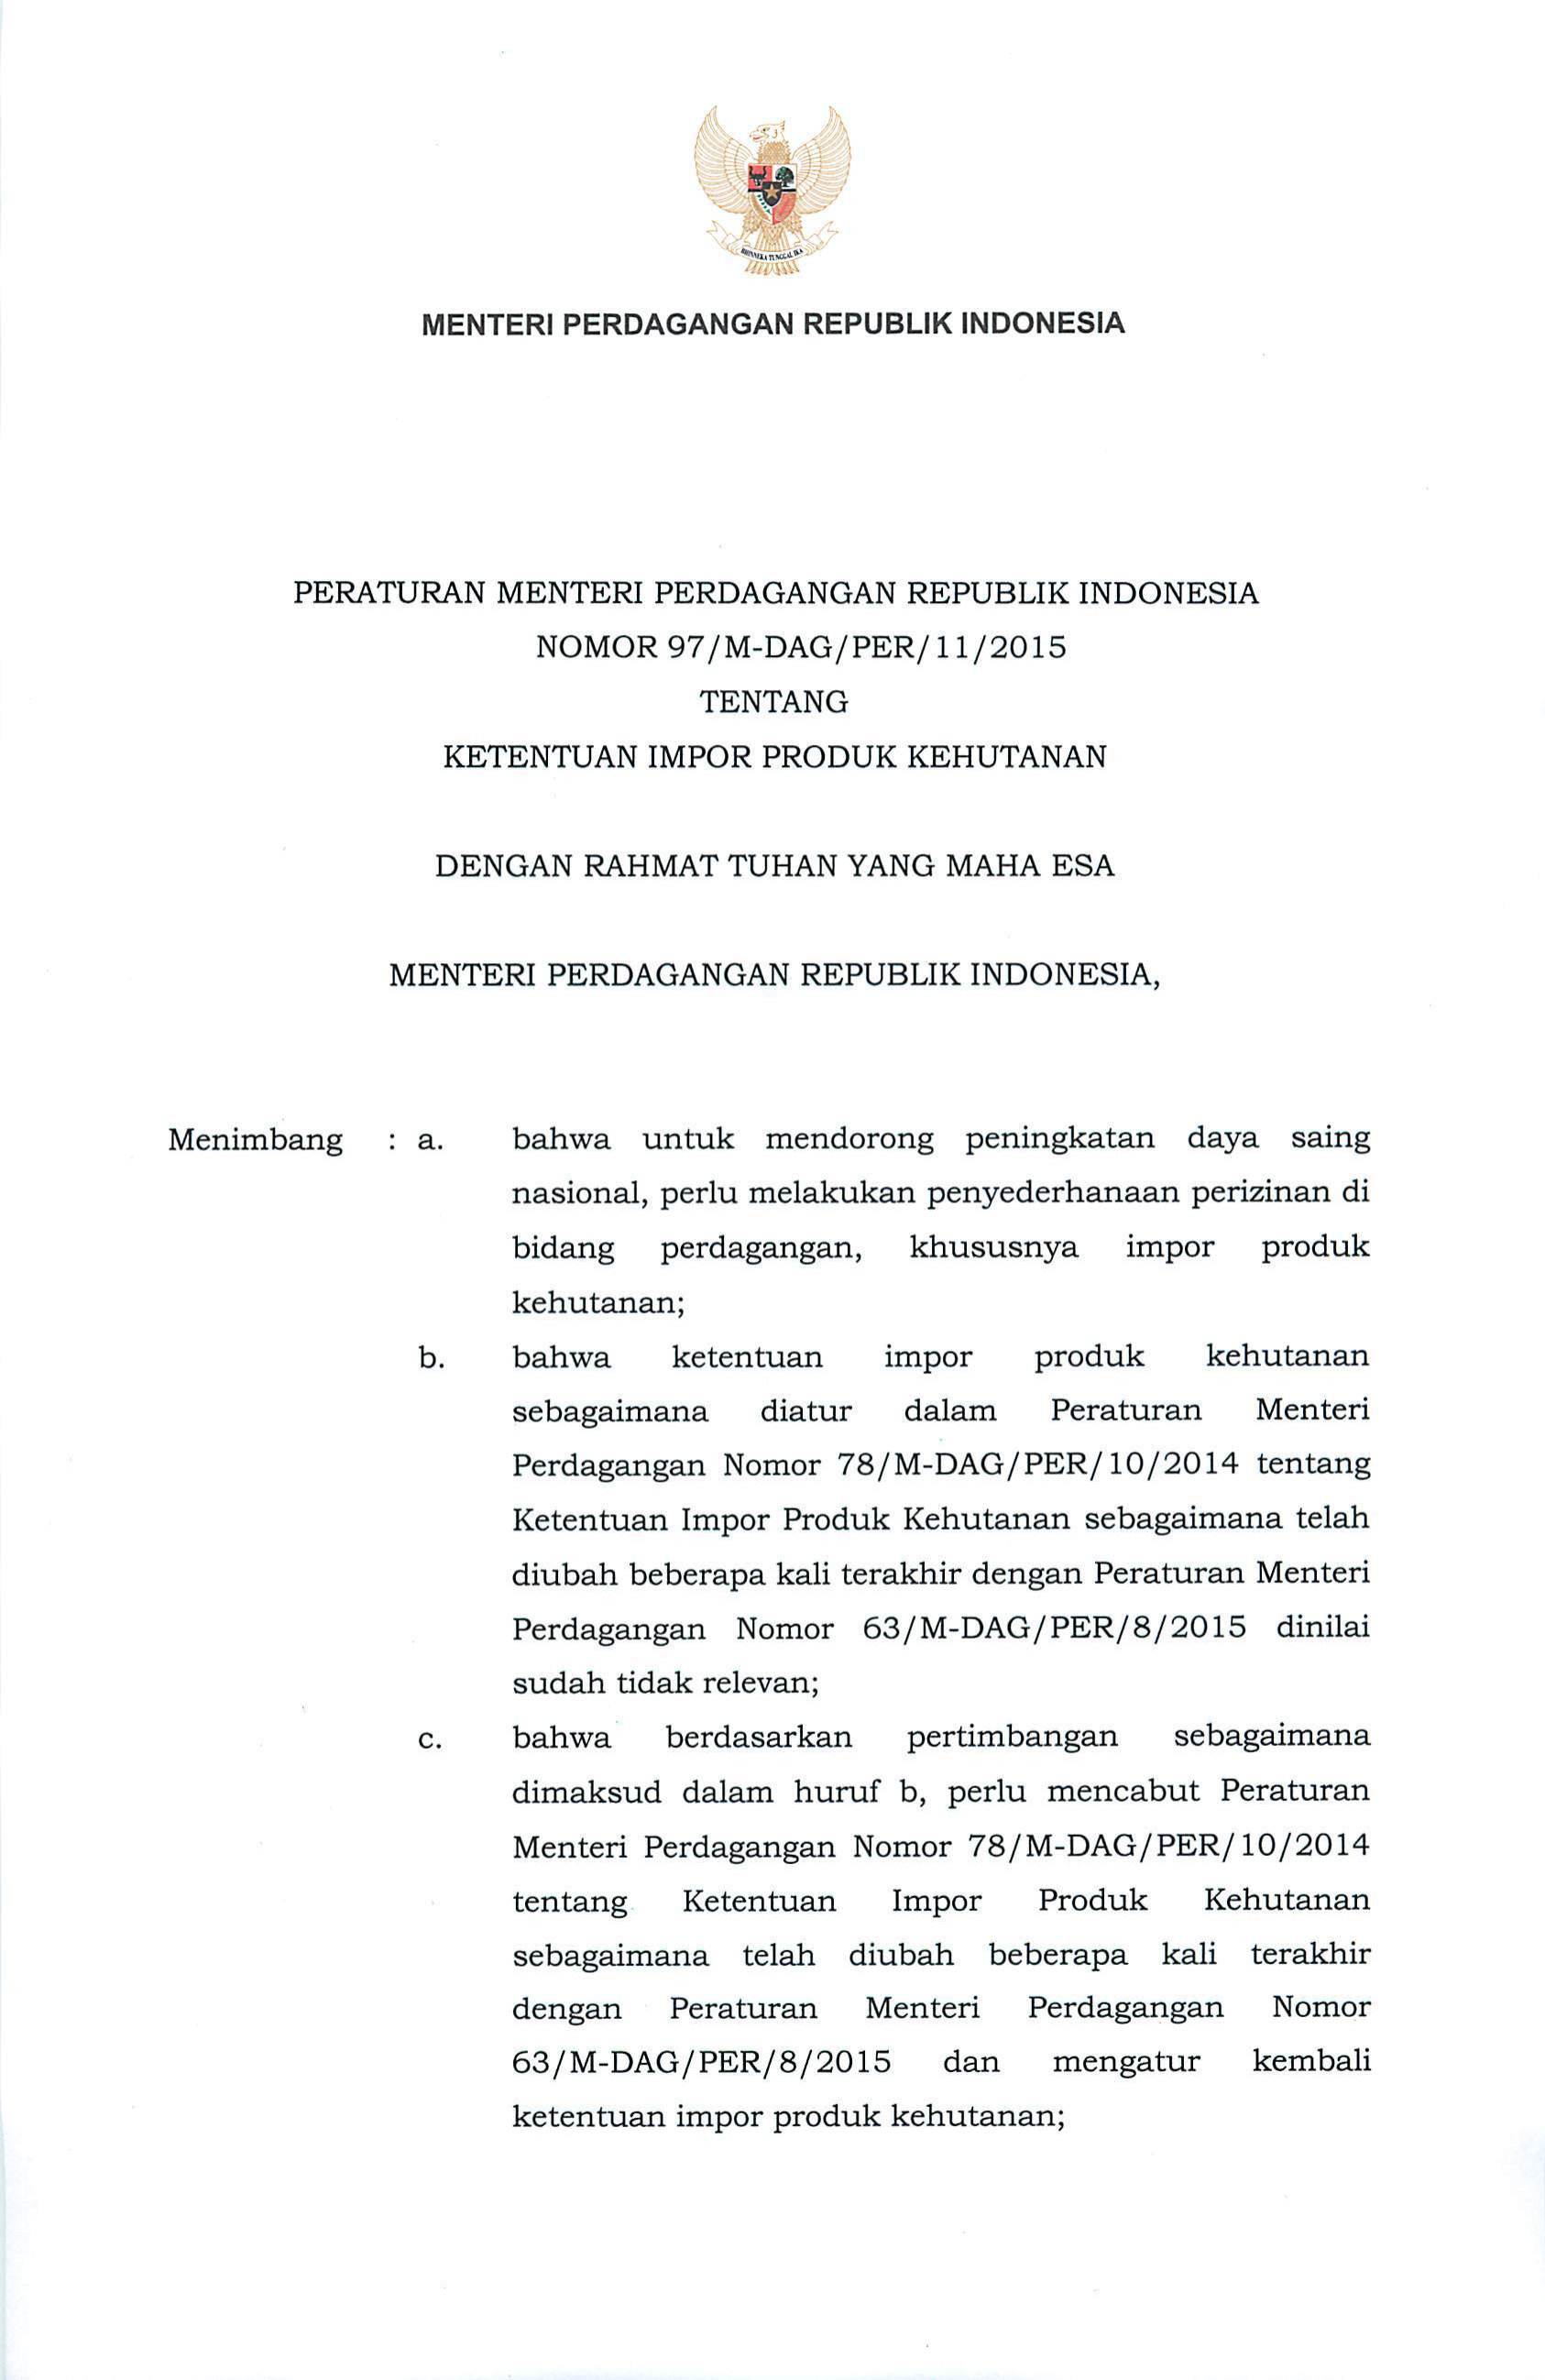 BHINNEKA TUNGGAL IKA
MENTERI PERDAGANGAN REPUBLIK INDONESIA
PERATURAN MENTERI PERDAGANGAN REPUBLIK INDONESIA
NOMOR 97/M-DAG/PER/11/2015
TENTANG
KETENTUAN IMPOR PRODUK KEHUTANAN
DENGAN RAHMAT TUHAN YANG MAHA ESA
MENTERI PERDAGANGAN REPUBLIK INDONESIA,
Menimbang : a. bahwa untuk mendorong peningkatan daya saing
nasional, perlu melakukan penyederhanaan perizinan di
bidang perdagangan, khususnya impor produk
kehutanan;
b. bahwa ketentuan impor produk kehutanan
sebagaimana diatur dalam Peraturan Menteri
Perdagangan Nomor 78/M-DAG/PER/10/2014 tentang
Ketentuan Impor Produk Kehutanan sebagaimana telah
diubah beberapa kali terakhir dengan Peraturan Menteri
Perdagangan Nomor 63/M-DAG/PER/8/2015 dinilai
sudah tidak relevan;
c. bahwa berdasarkan pertimbangan sebagaimana
dimaksud dalam huruf b, perlu mencabut Peraturan
Menteri Perdagangan Nomor 78/M-DAG/PER/10/2014
tentang Ketentuan Impor Produk Kehutanan
sebagaimana telah diubah beberapa kali terakhir
dengan Peraturan Menteri Perdagangan Nomor
63/M-DAG/PER/8/2015 dan mengatur kembali
ketentuan impor produk kehutanan;